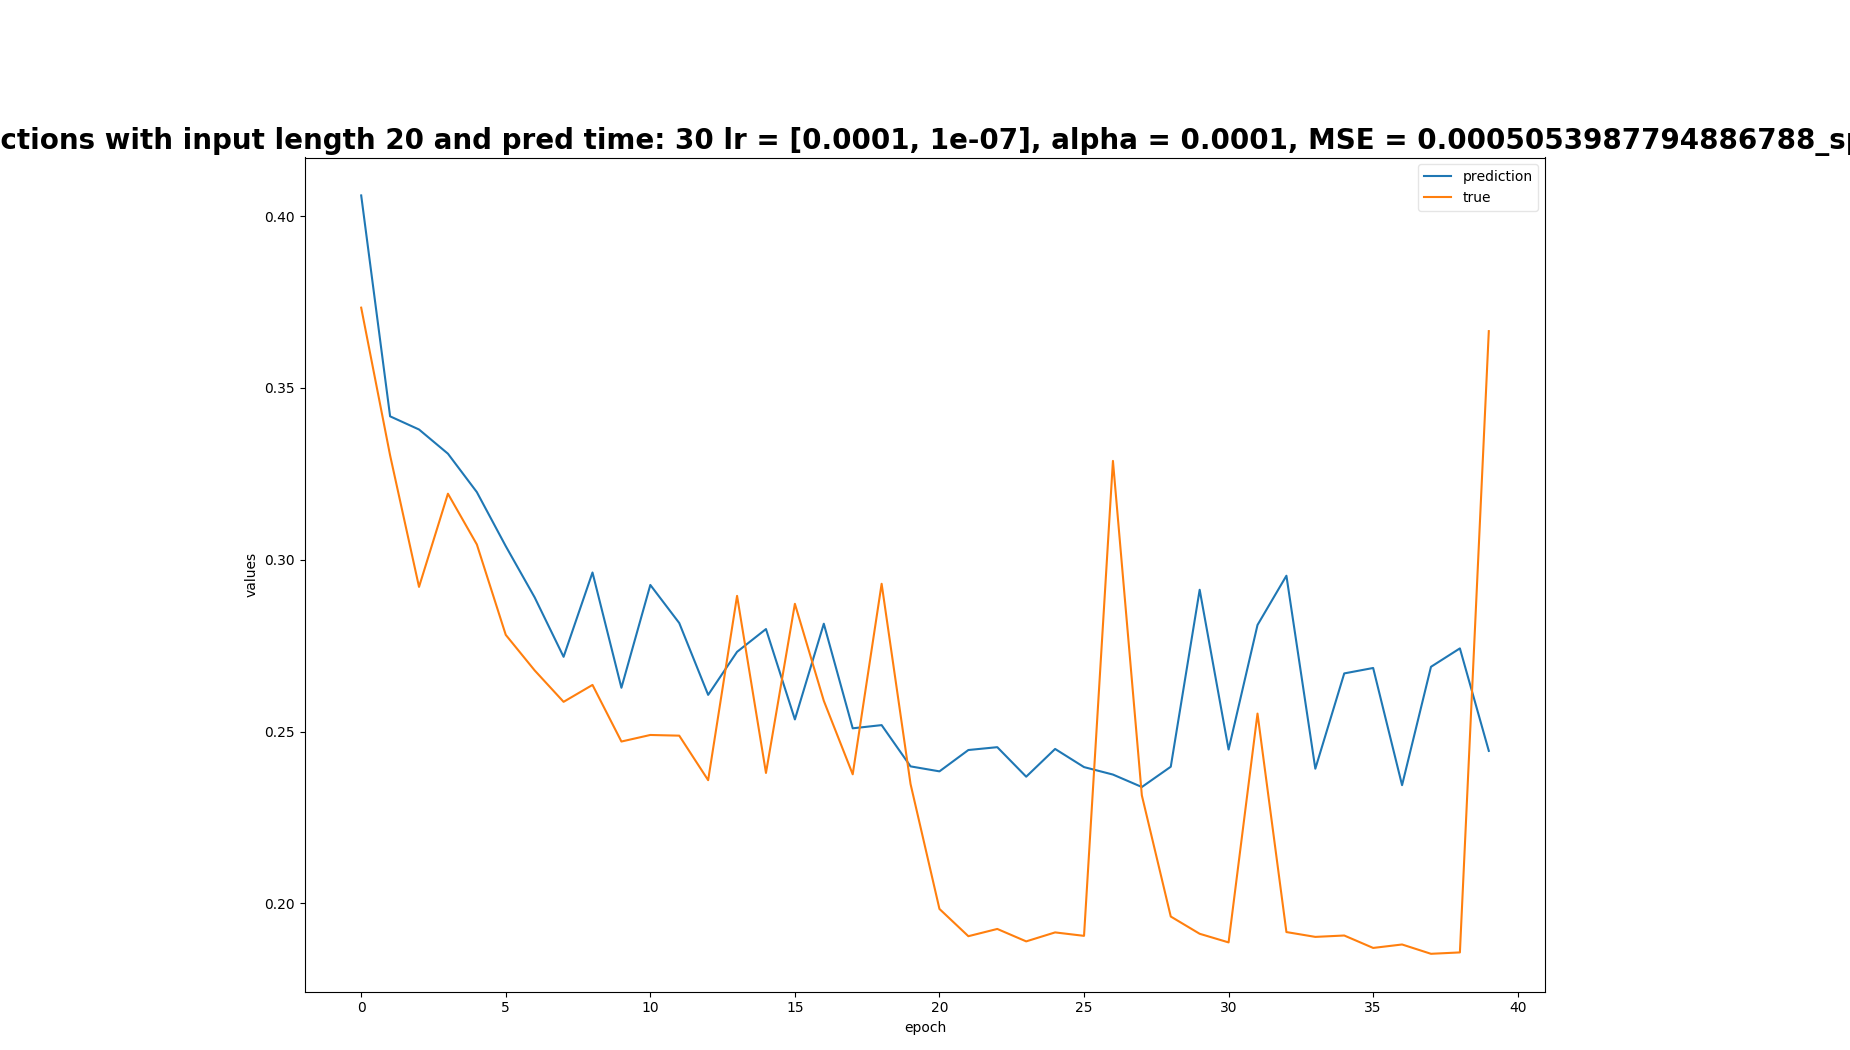 ctions with input length 20 and pred time: 30 lr = [0.0001, 1e-07], alpha = 0.0001, MSE = 0.0005053987794886788_sp
prediction
true
0.40
0.35
0.30
0.25
0.20
values
0 5 10 15 20 25 30 35 40
epoch